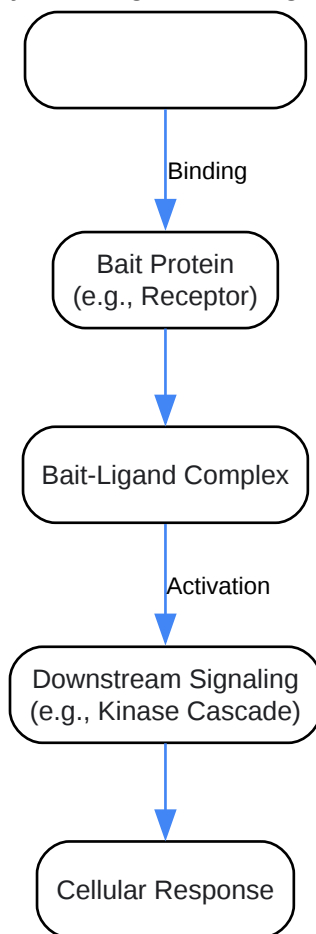 Binding
Bait Protein
(e.g., Receptor)
Bait-Ligand Complex
Activation
Downstream Signaling
(e.g., Kinase Cascade)
Cellular Response